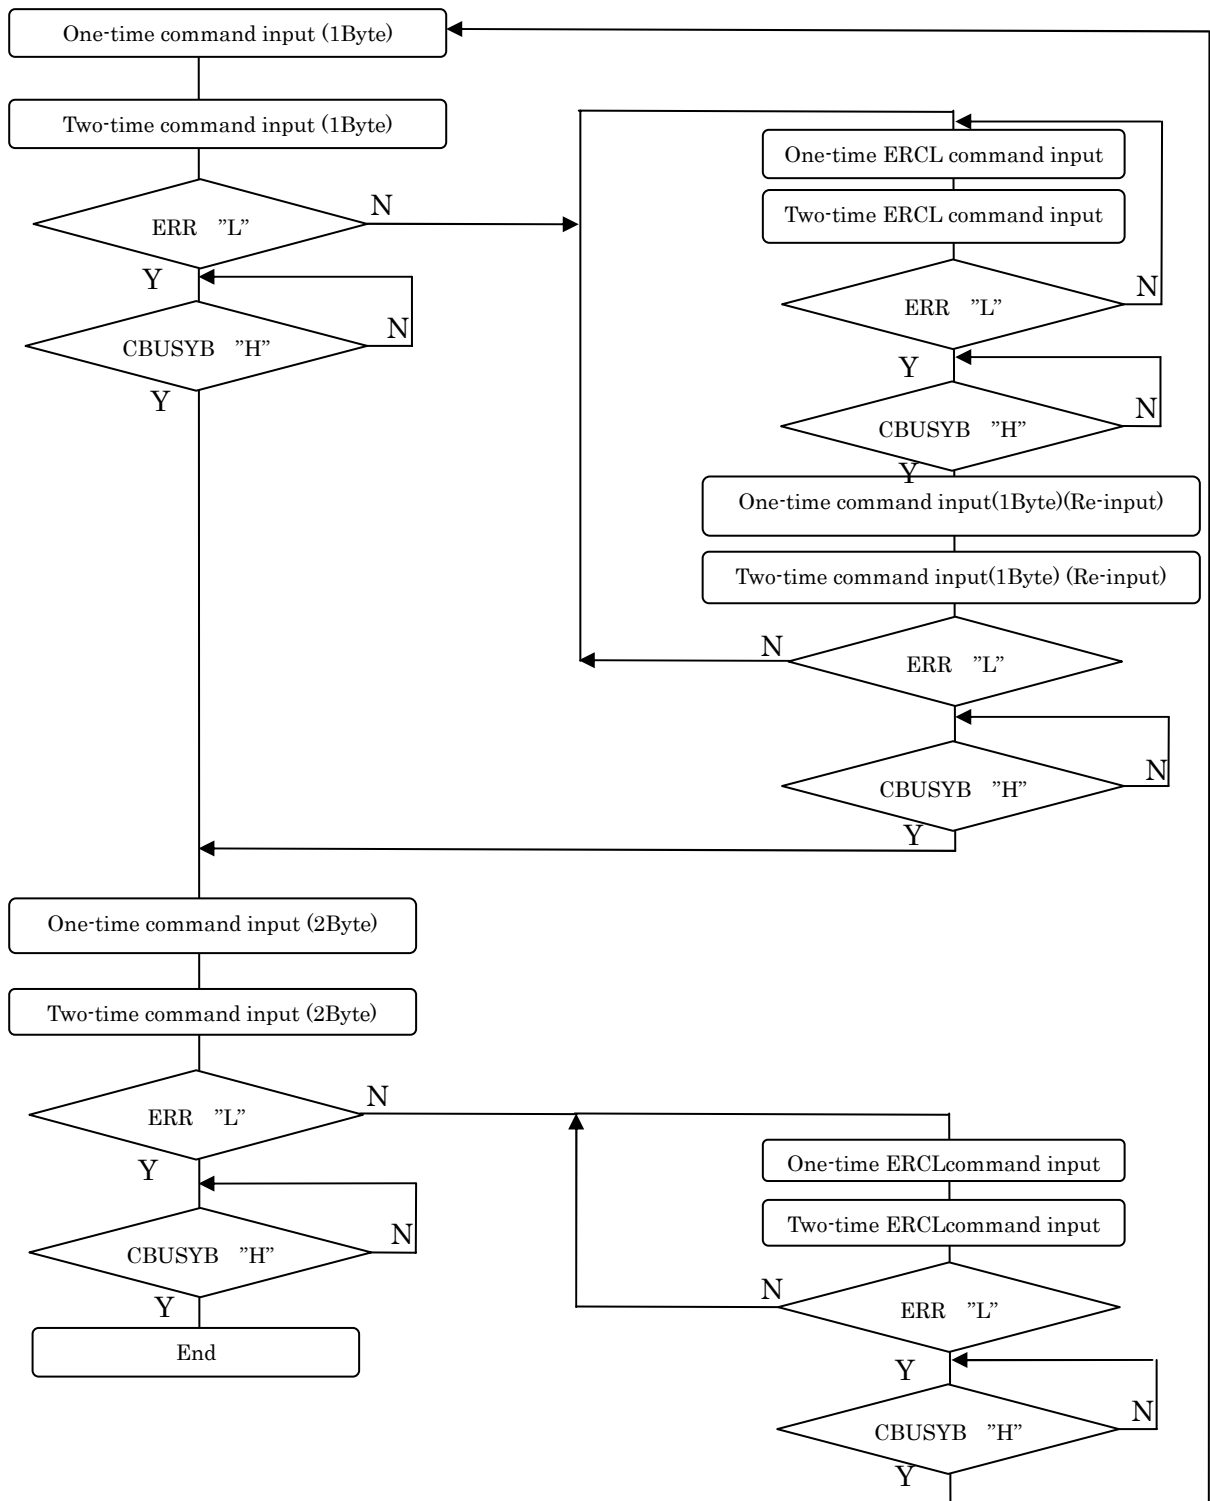 One-time command input (1Byte)
Two-time command input (1Byte)
ERR ”L”
N
Y
CBUSYB ”H”
N
Y
One-time ERCL command input
Two-time ERCL command input
ERR ”L”
N
Y
CBUSYB ”H”
N
Y
One-time command input(1Byte)(Re-input)
Two-time command input(1Byte) (Re-input)
N
ERR ”L”
CBUSYB ”H”
N
Y
One-time command input (2Byte)
Two-time command input (2Byte)
ERR ”L”
N
Y
CBUSYB ”H”
N
Y
End
One-time ERCLcommand input
Two-time ERCLcommand input
N
ERR ”L”
Y
CBUSYB ”H”
N
Y